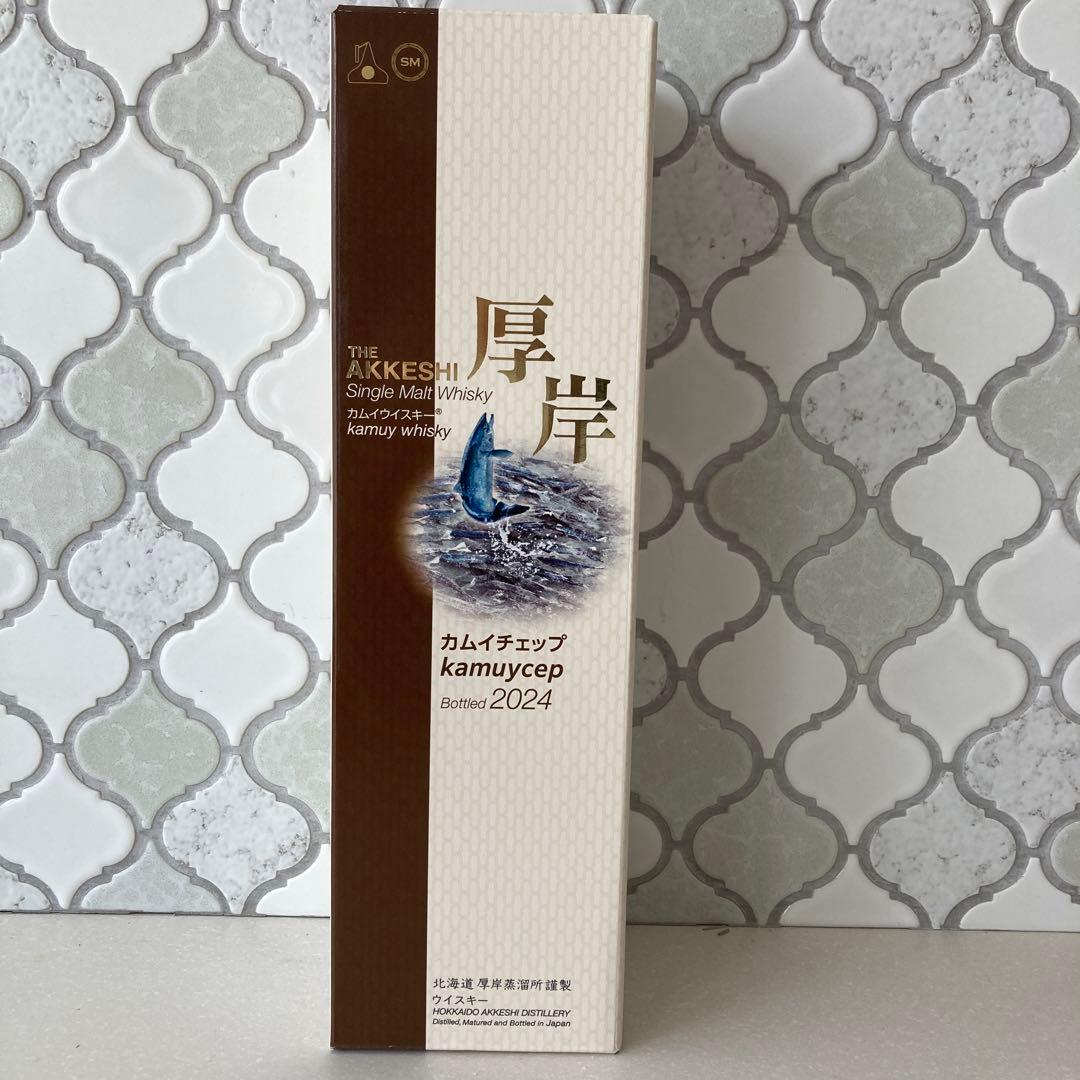 SM
厚岸
THE
AKKESHI
Single Malt Whisky
カムイウイスキー®
kamuy whisky
カムイチェップ
kamuycep
Bottled 2024
北海道 厚岸蒸溜所謹製
ウイスキー
HOKKAIDO AKKESHI DISTILLERY
Distilled, Matured and Bottled in Japan